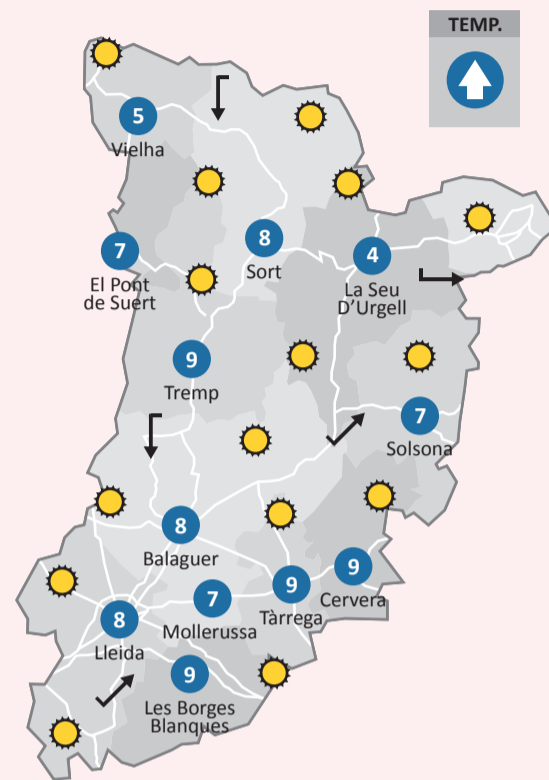 TEMP.
5
Vielha
7
El Pont
de Suert
8
Sort
4
La Seu
D'Urgell
9
Tremp
7
Solsona
8
Balaguer
9
Cervera
9
Tàrrega
7
Mollerussa
8
Lleida
9
Les Borges
Blanques